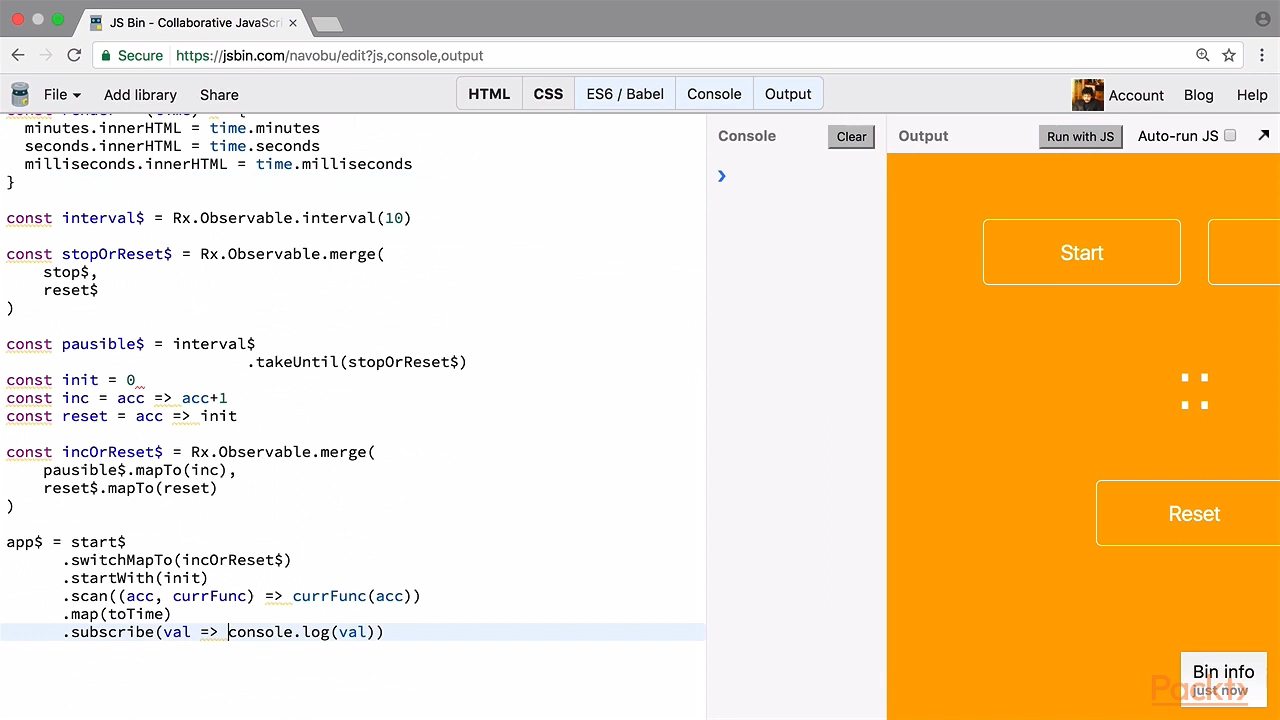 JS Bin - Collaborative JavaScri
Secure https://jsbin.com/navobu/edit?js,console,output
File Add library Share HTML CSS ES6 / Babel Console Output Account Blog Help
minutes.innerHTML = time.minutes
seconds.innerHTML = time.seconds
milliseconds.innerHTML = time.milliseconds
}
const interval$ = Rx.Observable.interval(10)
const stopOrReset$ = Rx.Observable.merge(
stop$,
reset$
)
const pausible$ = interval$
.takeUntil(stopOrReset$)
const init = 0
const inc = acc => acc+1
const reset = acc => init
const incOrReset$ = Rx.Observable.merge(
pausible$.mapTo(inc),
reset$.mapTo(reset)
)
app$ = start$
.switchMapTo(incOrReset$)
.startWith(init)
.scan((acc, currFunc) => currFunc(acc))
.map(toTime)
.subscribe(val => console.log(val))
Console Clear
Output Run with JS Auto-run JS
Start
: :
Reset
Bin info
just now
Packt